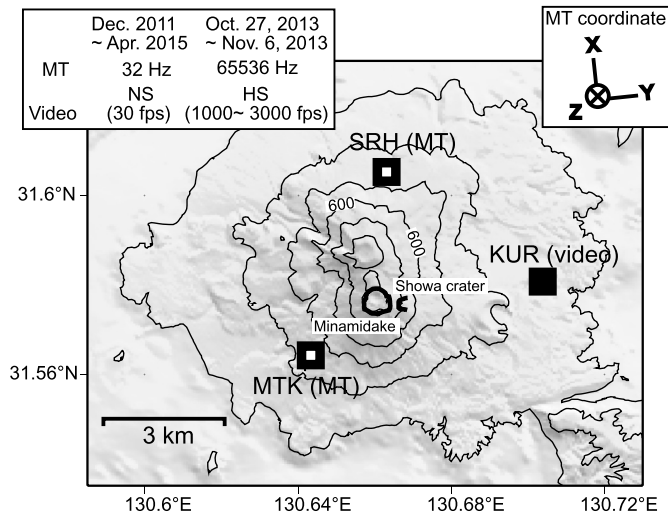 Dec. 2011 Oct. 27, 2013
~ Apr. 2015 ~ Nov. 6, 2013
MT 32 Hz 65536 Hz
NS HS
Video (30 fps) (1000~ 3000 fps)
MT coordinate
X
Y
Z
SRH (MT)
31.6°N
600
600
KUR (video)
Showa crater
Minamidake
31.56°N
MTK (MT)
3 km
130.6°E 130.64°E 130.68°E 130.72°E